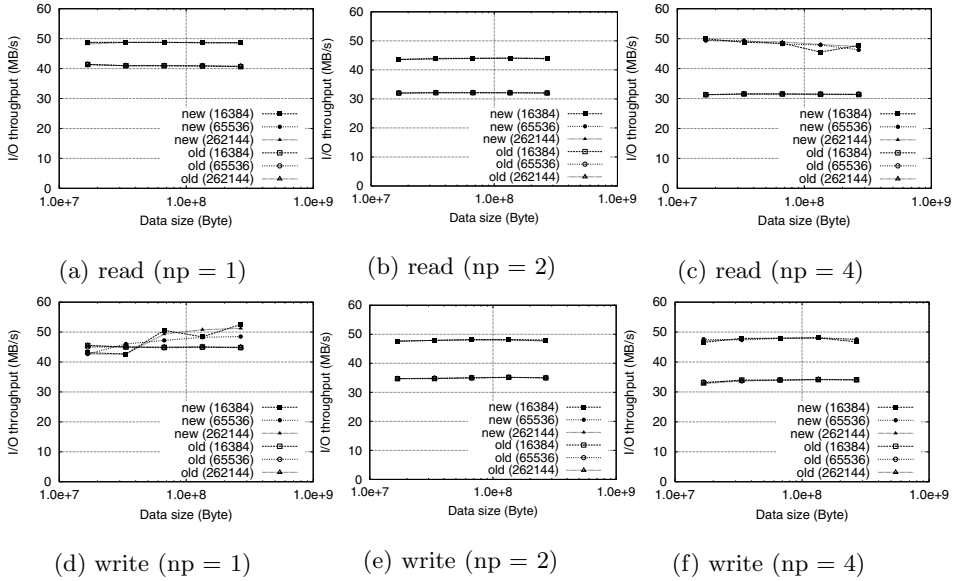 I/O throughput (MB/s)
60
50
40
30
20
10
0
new (16384)
new (65536)
new (262144)
old (16384)
old (65536)
old (262144)
1.0e+7 1.0e+8 1.0e+9
Data size (Byte)
(a) read (np = 1)
I/O throughput (MB/s)
60
50
40
30
20
10
0
new (16384)
new (65536)
new (262144)
old (16384)
old (65536)
old (262144)
1.0e+7 1.0e+8 1.0e+9
Data size (Byte)
(b) read (np = 2)
I/O throughput (MB/s)
60
50
40
30
20
10
0
new (16384)
new (65536)
new (262144)
old (16384)
old (65536)
old (262144)
1.0e+7 1.0e+8 1.0e+9
Data size (Byte)
(c) read (np = 4)
I/O throughput (MB/s)
60
50
40
30
20
10
0
new (16384)
new (65536)
new (262144)
old (16384)
old (65536)
old (262144)
1.0e+7 1.0e+8 1.0e+9
Data size (Byte)
(d) write (np = 1)
I/O throughput (MB/s)
60
50
40
30
20
10
0
new (16384)
new (65536)
new (262144)
old (16384)
old (65536)
old (262144)
1.0e+7 1.0e+8 1.0e+9
Data size (Byte)
(e) write (np = 2)
I/O throughput (MB/s)
60
50
40
30
20
10
0
new (16384)
new (65536)
new (262144)
old (16384)
old (65536)
old (262144)
1.0e+7 1.0e+8 1.0e+9
Data size (Byte)
(f) write (np = 4)